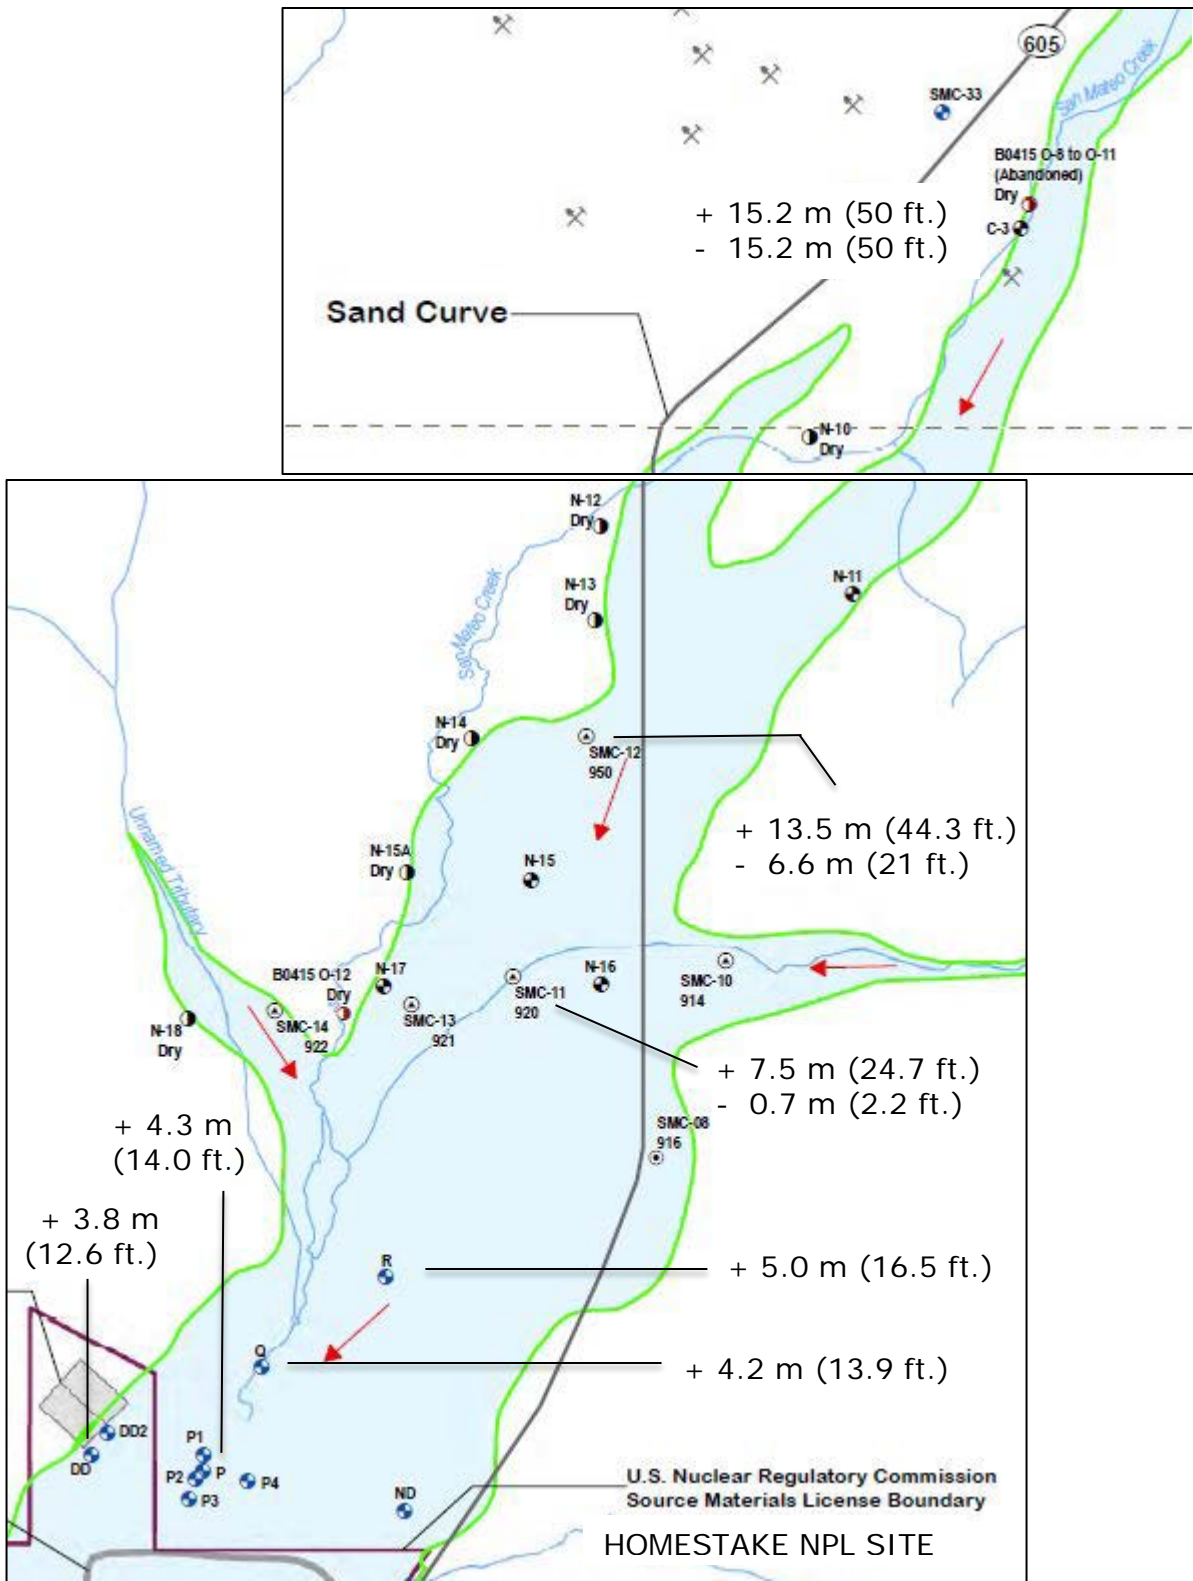 605
San Mateo Creek
SMC-33
B0415 O-8 to O-11
(Abandoned)
Dry
C-3
+ 15.2 m (50 ft.)
- 15.2 m (50 ft.)
Sand Curve
N-10
Dry
N-12
Dry
N-13
Dry
N-11
San Mateo Creek
N-14
Dry
SMC-12
950
+ 13.5 m (44.3 ft.)
- 6.6 m (21 ft.)
Unnamed Tributary
N-15A
Dry
N-15
B0415 O-12
Dry
N-17
SMC-11
920
N-16
SMC-10
914
N-18
Dry
SMC-14
922
SMC-13
921
+ 7.5 m (24.7 ft.)
- 0.7 m (2.2 ft.)
SMC-08
916
+ 4.3 m
(14.0 ft.)
+ 3.8 m
(12.6 ft.)
R
+ 5.0 m (16.5 ft.)
Q
+ 4.2 m (13.9 ft.)
DD2
DD
P1
P
P2
P3
P4
ND
U.S. Nuclear Regulatory Commission
Source Materials License Boundary
HOMESTAKE NPL SITE